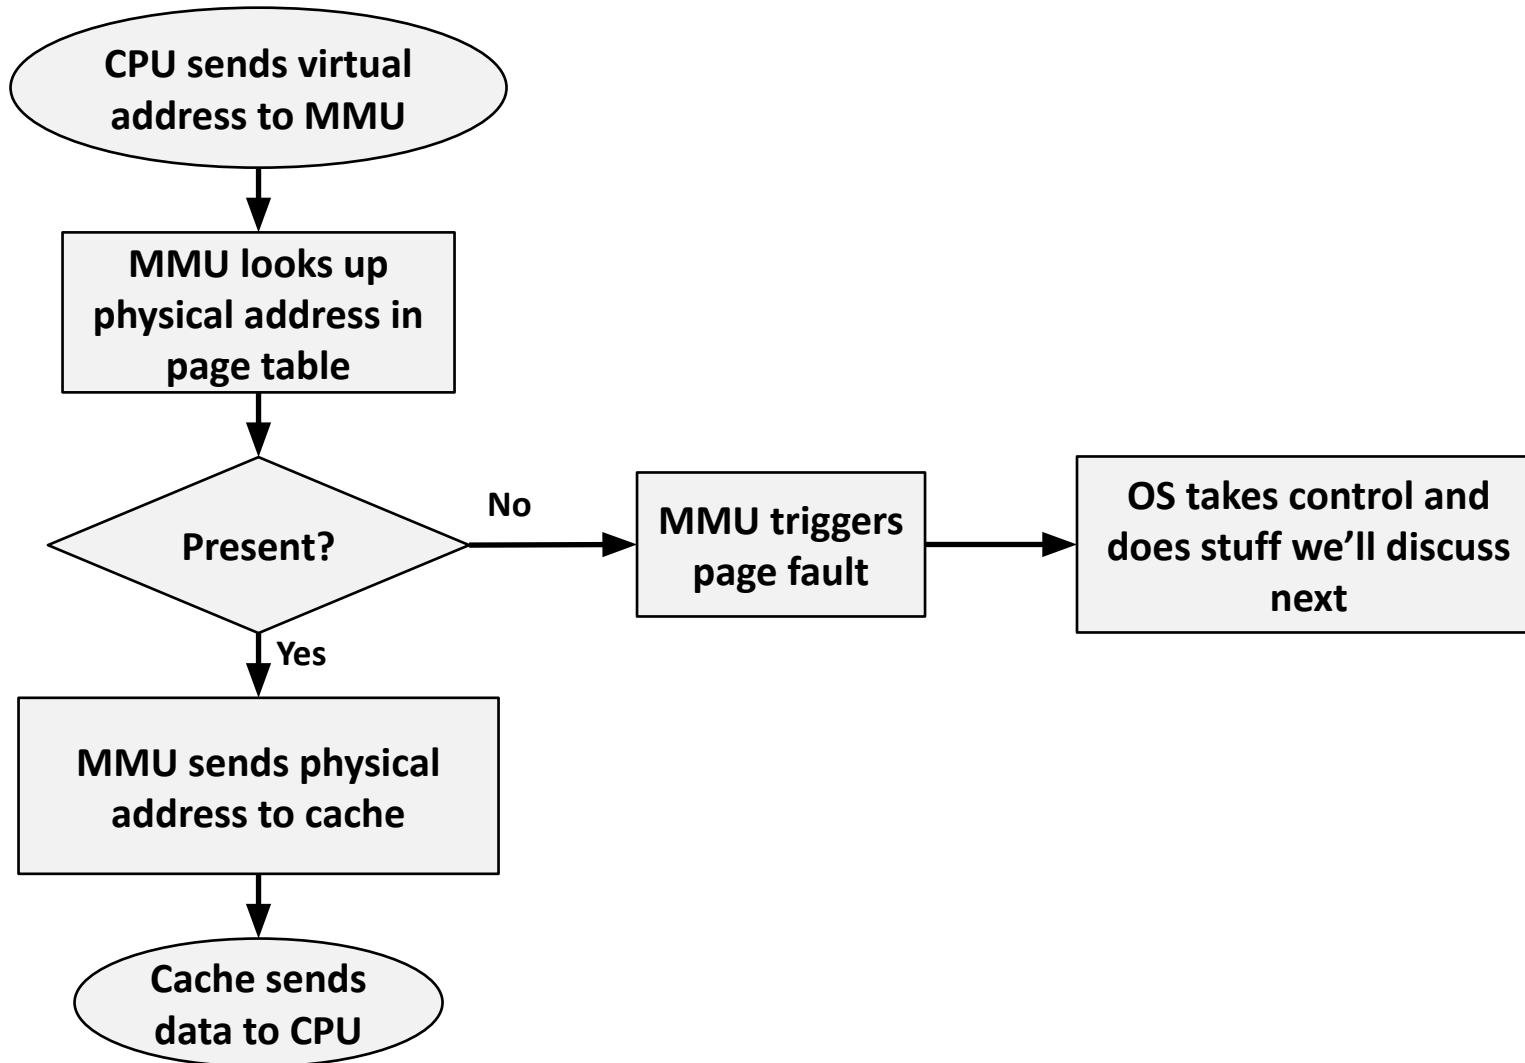 CPU sends virtual
address to MMU
MMU looks up
physical address in
page table
Present?
No
MMU triggers
page fault
OS takes control and
does stuff we’ll discuss
next
Yes
MMU sends physical
address to cache
Cache sends
data to CPU